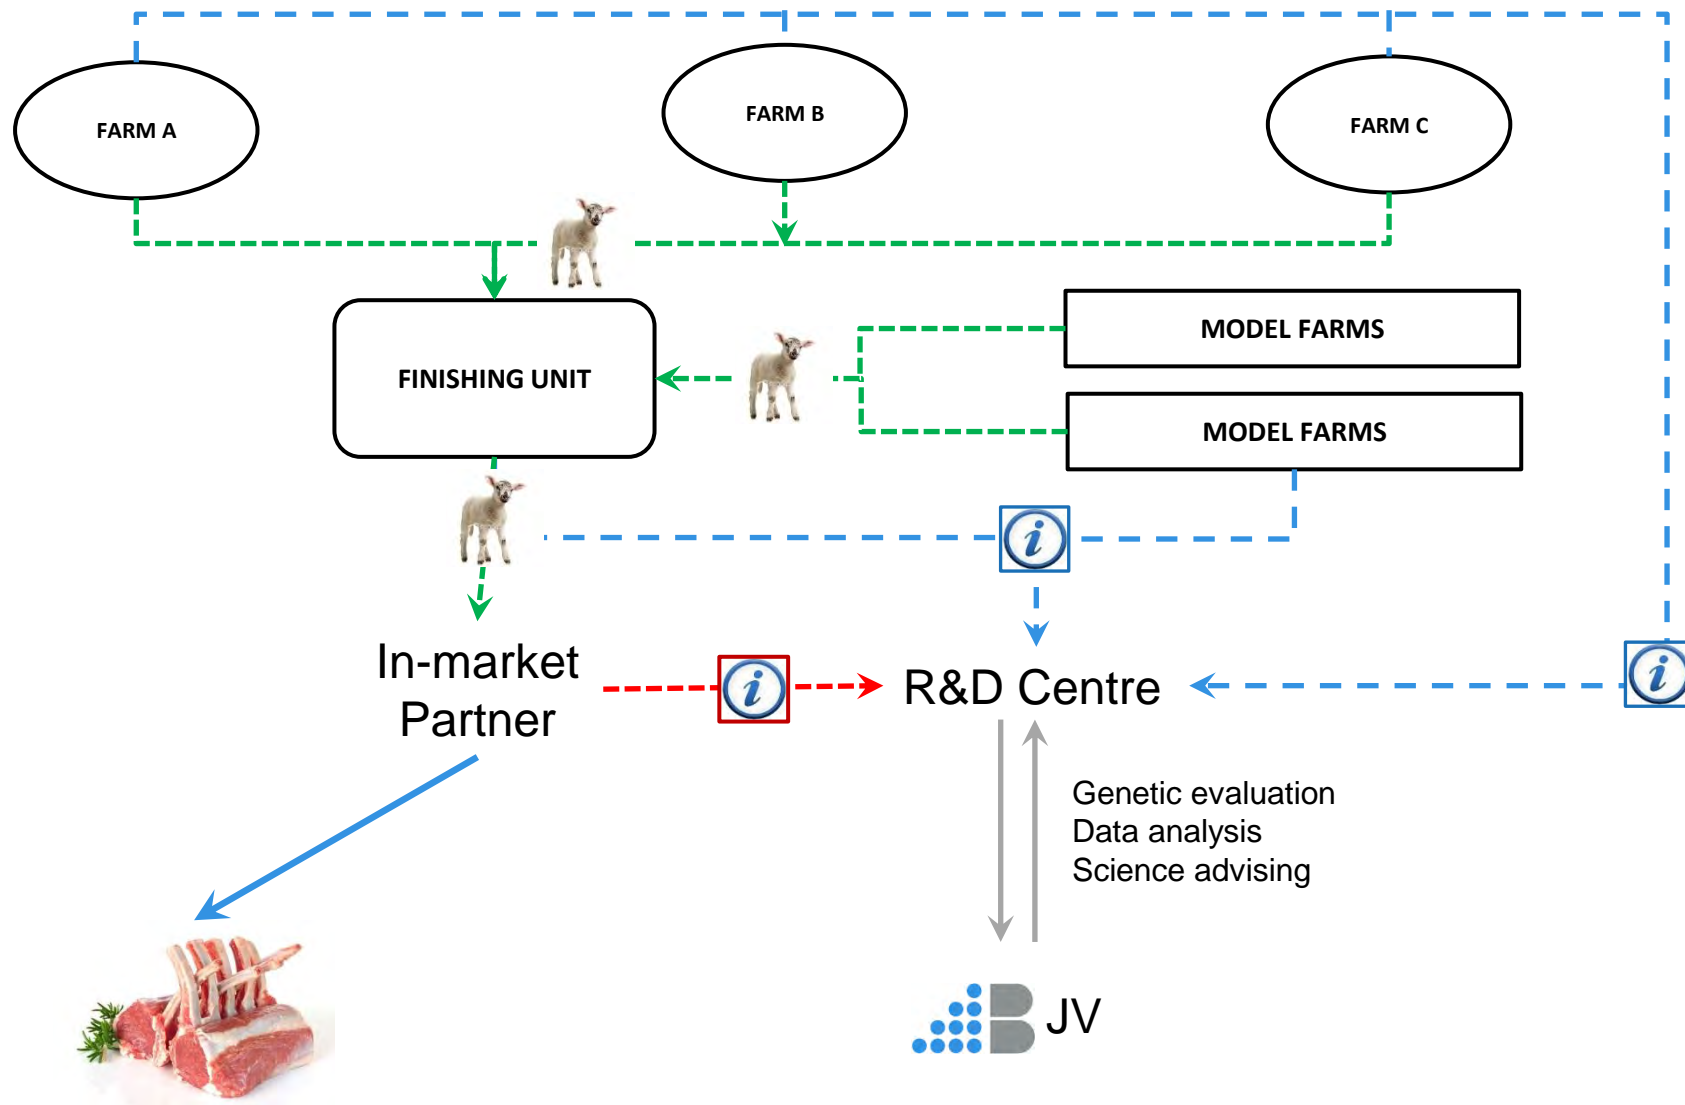 FARM A
FARM B
FARM C
MODEL FARMS
FINISHING UNIT
MODEL FARMS
i
In-market
Partner
i
R&D Centre
i
Genetic evaluation
Data analysis
Science advising
B JV